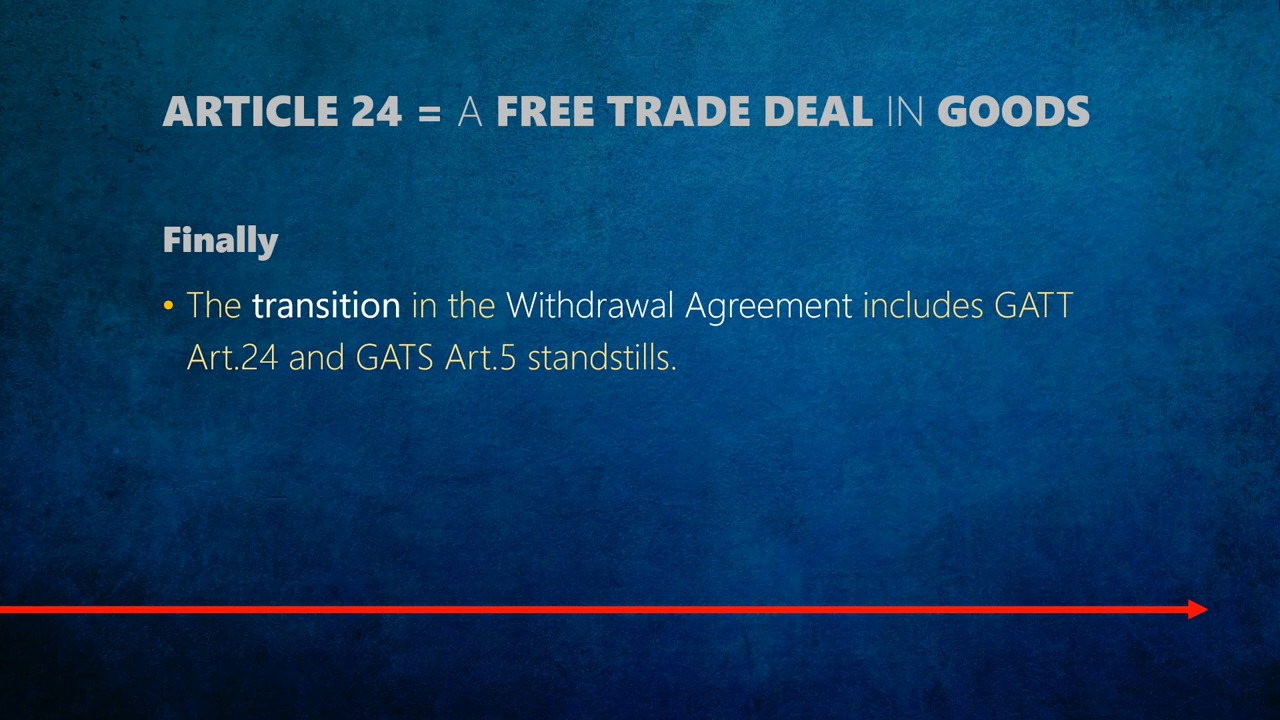 ARTICLE 24 = A FREE TRADE DEAL IN GOODS
Finally
• The transition in the Withdrawal Agreement includes GATT
Art.24 and GATS Art.5 standstills.